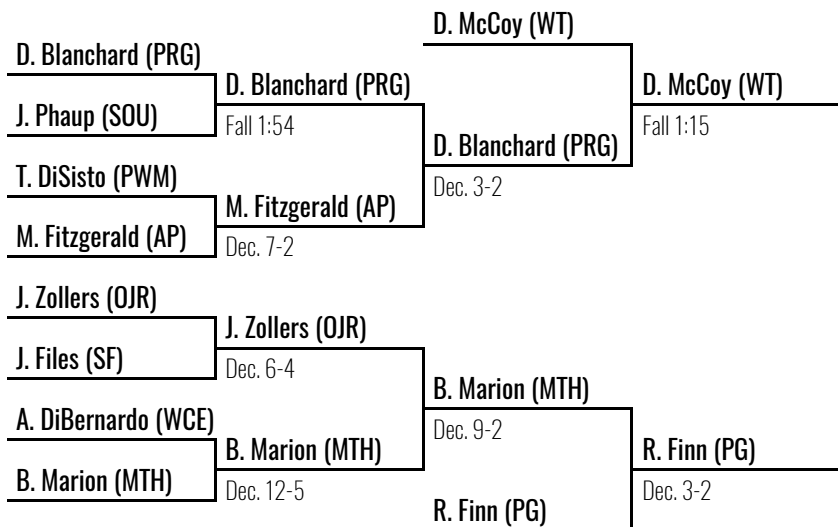 D. Blanchard (PRG)
J. Phaup (SOU)
T. DiSisto (PWM)
M. Fitzgerald (AP)
J. Zollers (OJR)
J. Files (SF)
A. DiBernardo (WCE)
B. Marion (MTH)
D. Blanchard (PRG)
Fall 1:54
M. Fitzgerald (AP)
Dec. 7-2
J. Zollers (OJR)
Dec. 6-4
B. Marion (MTH)
Dec. 12-5
D. McCoy (WT)
D. Blanchard (PRG)
Dec. 3-2
B. Marion (MTH)
Dec. 9-2
R. Finn (PG)
D. McCoy (WT)
Fall 1:15
R. Finn (PG)
Dec. 3-2